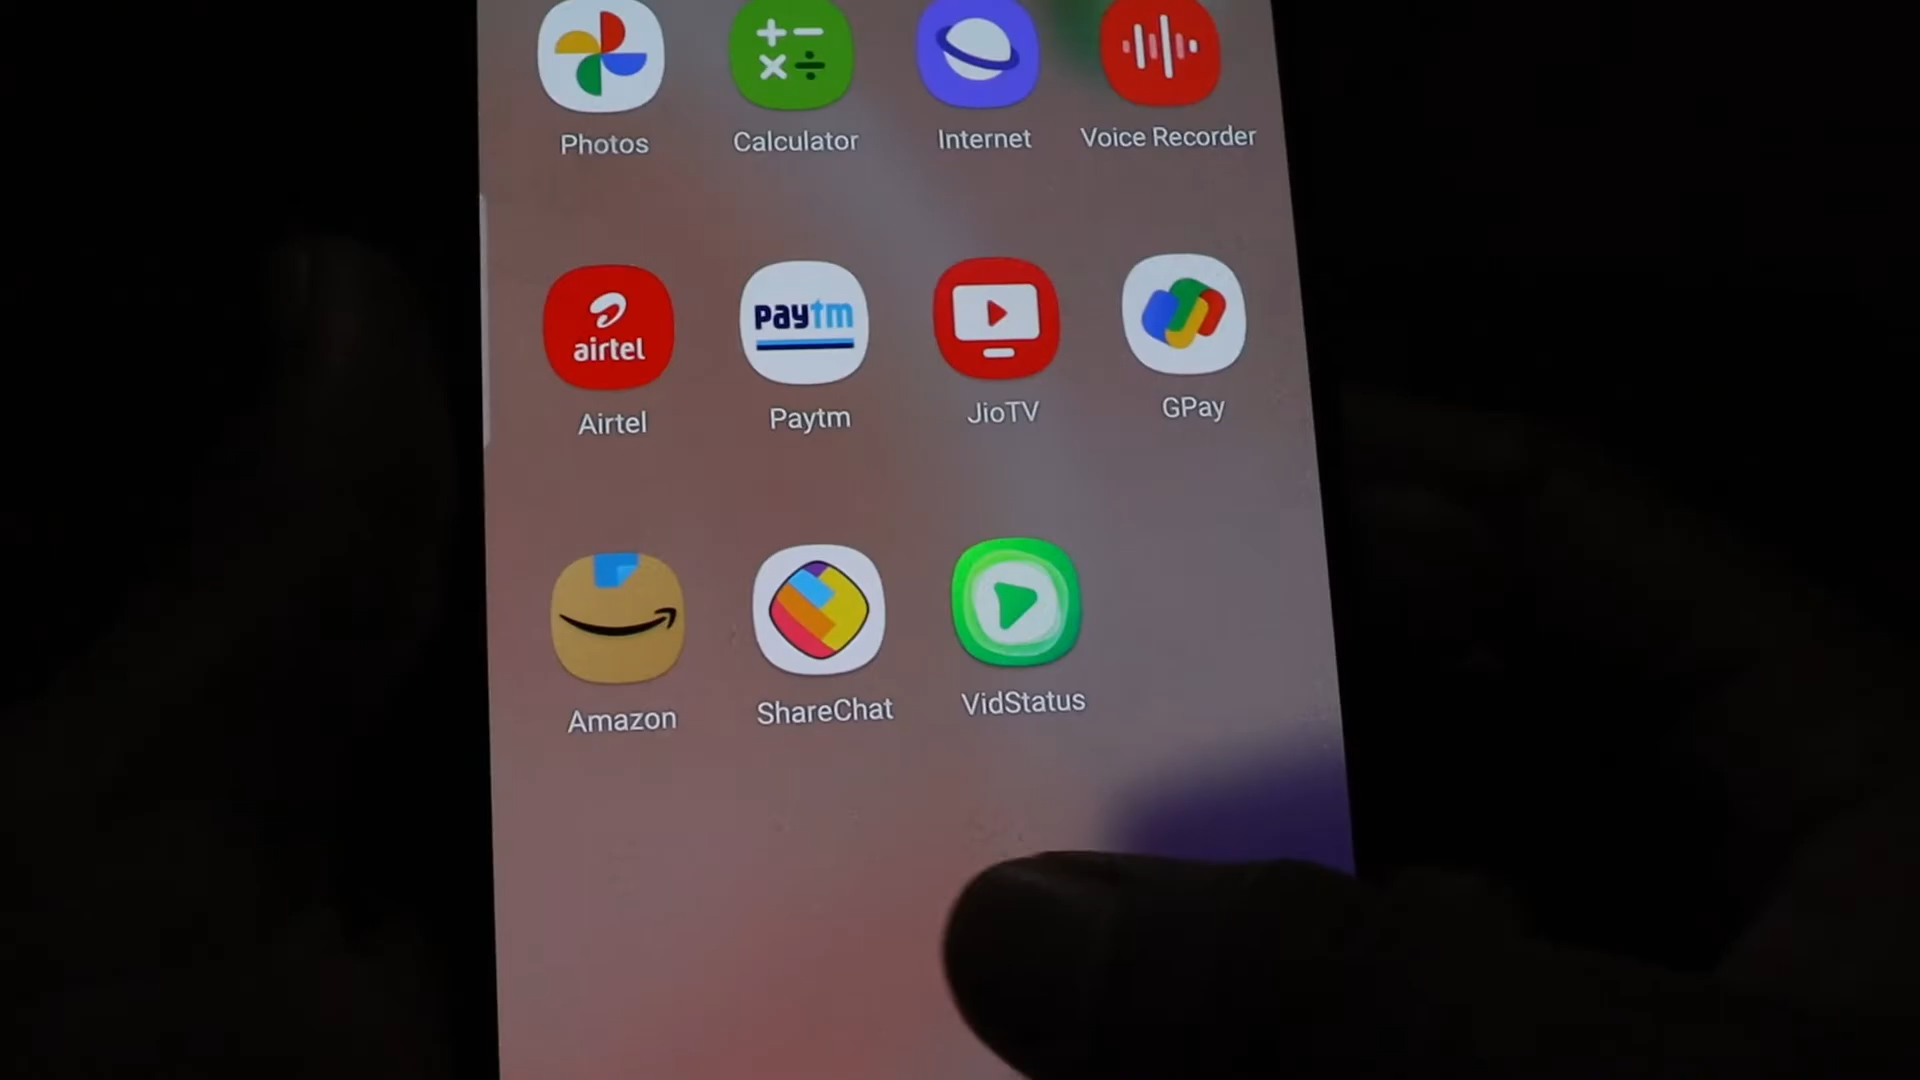 Photos Calculator Internet Voice Recorder
airtel paytm
Airtel Paytm JioTV GPay
Amazon ShareChat VidStatus